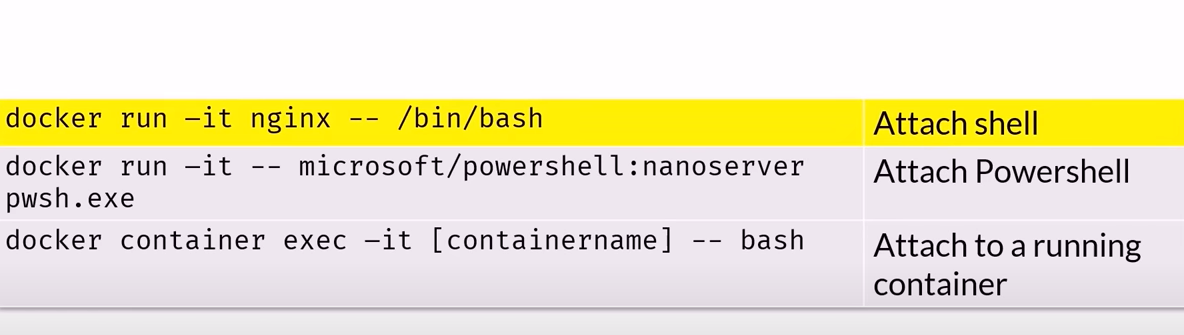 docker run –it nginx -- /bin/bash
Attach shell
docker run –it -- microsoft/powershell:nanoserver
pwsh.exe
Attach Powershell
docker container exec –it [containername] -- bash
Attach to a running
container